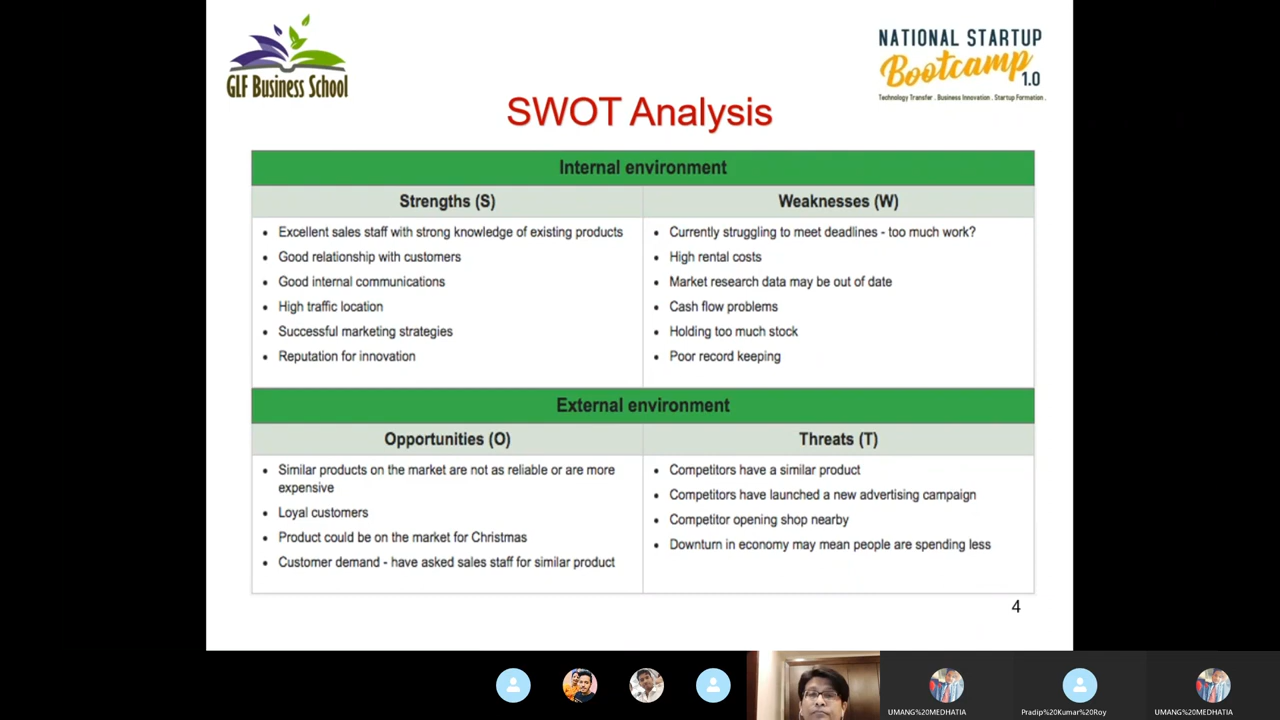 GLF Business School
NATIONAL STARTUP
Bootcamp
1.0
Technology Transfer . Business Innovation . Startup Formation .
SWOT Analysis
Internal environment
Strengths (S)
Weaknesses (W)
• Excellent sales staff with strong knowledge of existing products
• Good relationship with customers
• Good internal communications
• High traffic location
• Successful marketing strategies
• Reputation for innovation
• Currently struggling to meet deadlines - too much work?
• High rental costs
• Market research data may be out of date
• Cash flow problems
• Holding too much stock
• Poor record keeping
External environment
Opportunities (O)
Threats (T)
• Similar products on the market are not as reliable or are more
expensive
• Loyal customers
• Product could be on the market for Christmas
• Customer demand - have asked sales staff for similar product
• Competitors have a similar product
• Competitors have launched a new advertising campaign
• Competitor opening shop nearby
• Downturn in economy may mean people are spending less
4
UMANG%20MEDHATIA
Pradip%20Kumar%20Roy
UMANG%20MEDHATIA